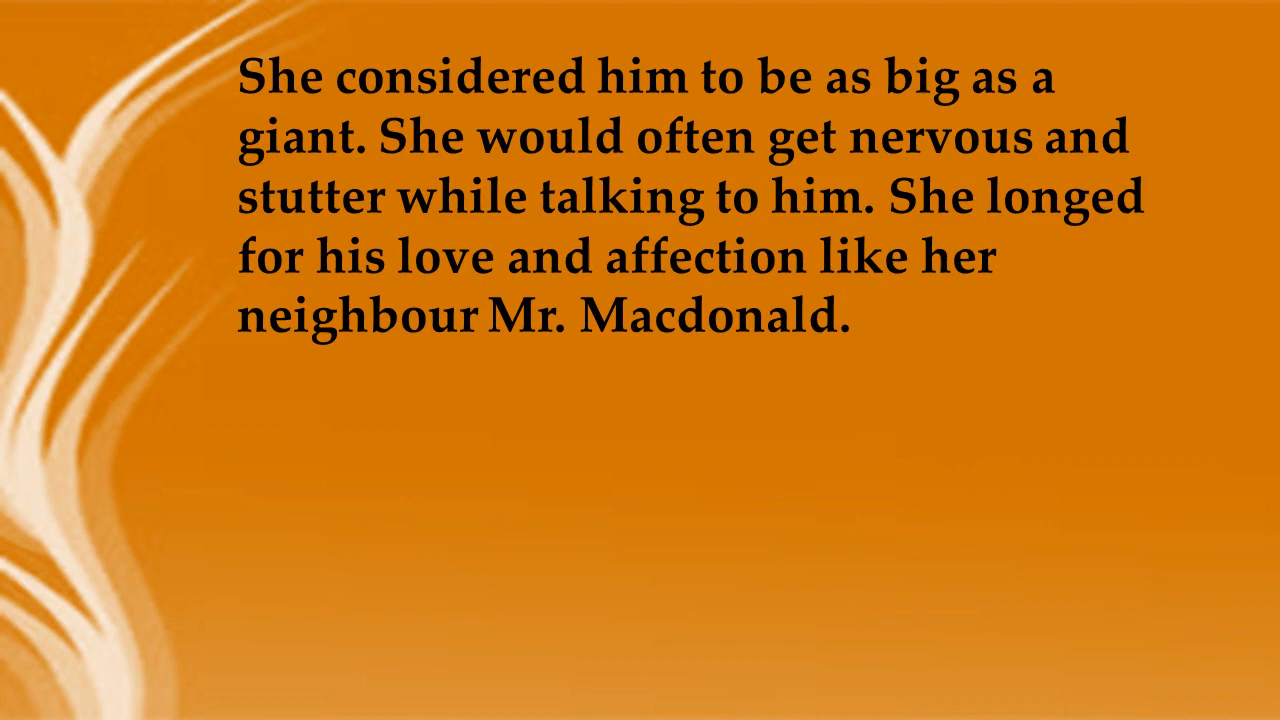 She considered him to be as big as a
giant. She would often get nervous and
stutter while talking to him. She longed
for his love and affection like her
neighbour Mr. Macdonald.